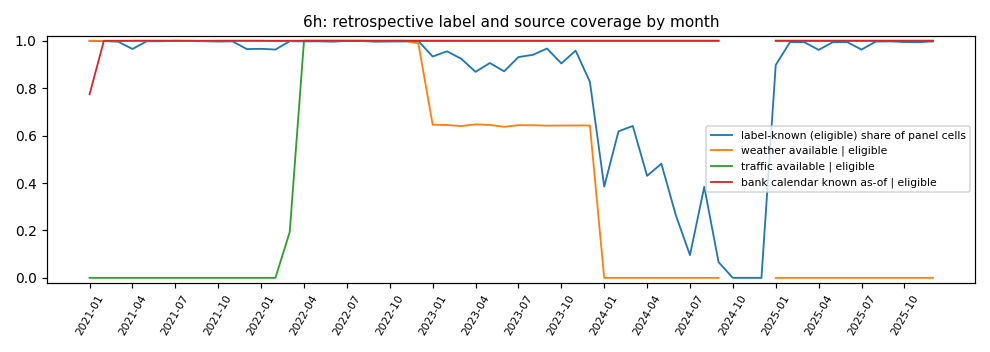 6h: retrospective label and source coverage by month
1.0
0.8
0.6
0.4
0.2
0.0
label-known (eligible) share of panel cells
weather available | eligible
traffic available | eligible
bank calendar known as-of | eligible
2021-01 2021-04 2021-07 2021-10 2022-01 2022-04 2022-07 2022-10 2023-01 2023-04 2023-07 2023-10 2024-01 2024-04 2024-07 2024-10 2025-01 2025-04 2025-07 2025-10